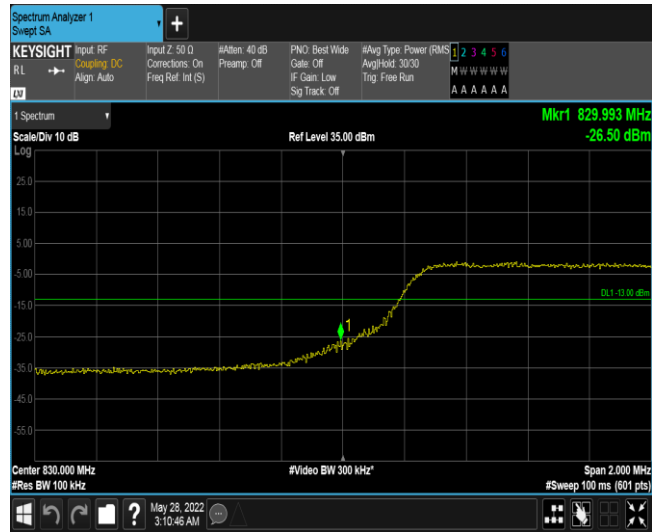 Spectrum Analyzer 1
Swept SA
+
KEYSIGHT
RL
LXI
Input: RF
Coupling: DC
Align: Auto
Input Z: 50 Ω
Corrections: On
Freq Ref: Int (S)
#Atten: 40 dB
Preamp: Off
PNO: Best Wide
Gate: Off
IF Gain: Low
Sig Track: Off
#Avg Type: Power (RMS
Avg|Hold: 30/30
Trig: Free Run
1 2 3 4 5 6
M W W W W W
A A A A A A
1 Spectrum
Scale/Div 10 dB
Log
Ref Level 35.00 dBm
Mkr1 829.993 MHz
-26.50 dBm
25.0
15.0
5.00
-5.00
-15.0
-25.0
-35.0
-45.0
-55.0
DL1 -13.00 dBm
1
Center 830.000 MHz
#Res BW 100 kHz
#Video BW 300 kHz*
Span 2.000 MHz
#Sweep 100 ms (601 pts)
?
May 28, 2022
3:10:46 AM